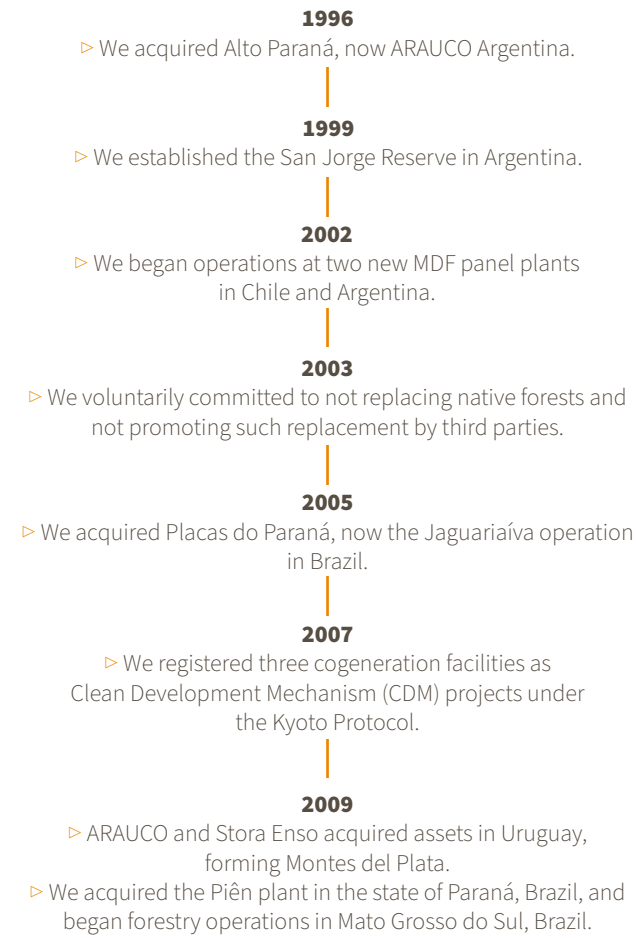 1996
▷ We acquired Alto Paraná, now ARAUCO Argentina.
1999
▷ We established the San Jorge Reserve in Argentina.
2002
▷ We began operations at two new MDF panel plants
in Chile and Argentina.
2003
▷ We voluntarily committed to not replacing native forests and
not promoting such replacement by third parties.
2005
▷ We acquired Placas do Paraná, now the Jaguariaíva operation
in Brazil.
2007
▷ We registered three cogeneration facilities as
Clean Development Mechanism (CDM) projects under
the Kyoto Protocol.
2009
▷ ARAUCO and Stora Enso acquired assets in Uruguay,
forming Montes del Plata.
▷ We acquired the Piên plant in the state of Paraná, Brazil, and
began forestry operations in Mato Grosso do Sul, Brazil.